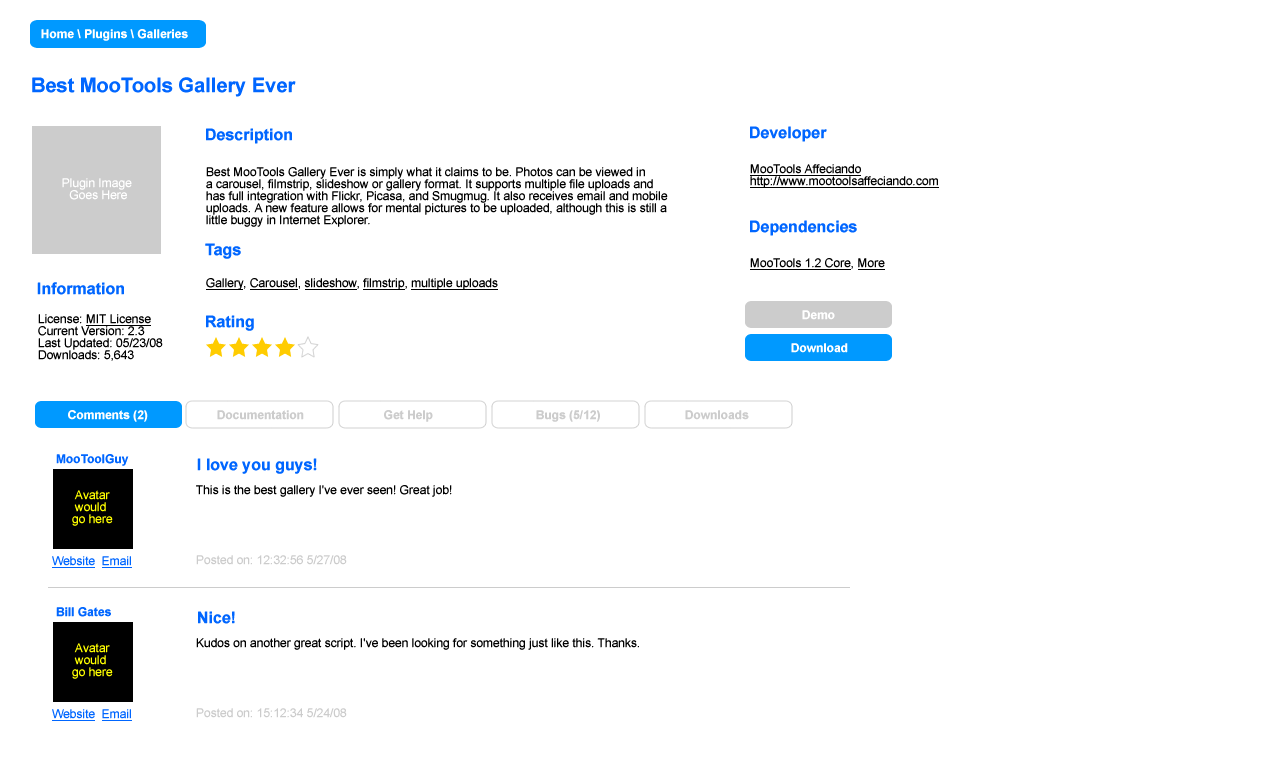 Home \ Plugins \ Galleries
Best MooTools Gallery Ever
Plugin Image
Goes Here
Information
License: MIT License
Current Version: 2.3
Last Updated: 05/23/08
Downloads: 5,643
Description
Best MooTools Gallery Ever is simply what it claims to be. Photos can be viewed in
a carousel, filmstrip, slideshow or gallery format. It supports multiple file uploads and
has full integration with Flickr, Picasa, and Smugmug. It also receives email and mobile
uploads. A new feature allows for mental pictures to be uploaded, although this is still a
little buggy in Internet Explorer.
Tags
Gallery, Carousel, slideshow, filmstrip, multiple uploads
Rating
Developer
MooTools Affeciando
http://www.mootoolsaffeciando.com
Dependencies
MooTools 1.2 Core, More
Demo
Download
Comments (2)
Documentation
Get Help
Bugs (5/12)
Downloads
MooToolGuy
Avatar
would
go here
Website Email
I love you guys!
This is the best gallery I've ever seen! Great job!
Posted on: 12:32:56 5/27/08
Bill Gates
Avatar
would
go here
Website Email
Nice!
Kudos on another great script. I've been looking for something just like this. Thanks.
Posted on: 15:12:34 5/24/08